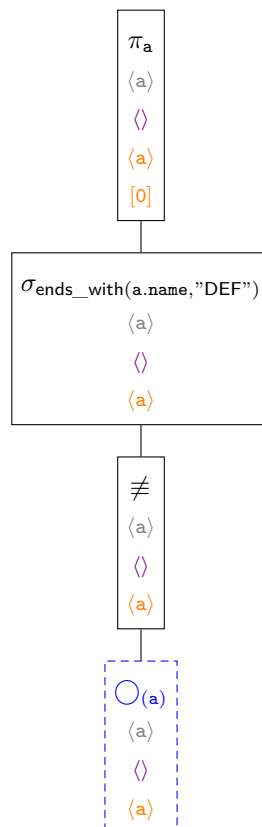 π_a
⟨a⟩
⟨⟩
⟨a⟩
[0]
σ_ends_with(a.name,”DEF”)
⟨a⟩
⟨⟩
⟨a⟩
≢
⟨a⟩
⟨⟩
⟨a⟩
◯_(a)
⟨a⟩
⟨⟩
⟨a⟩